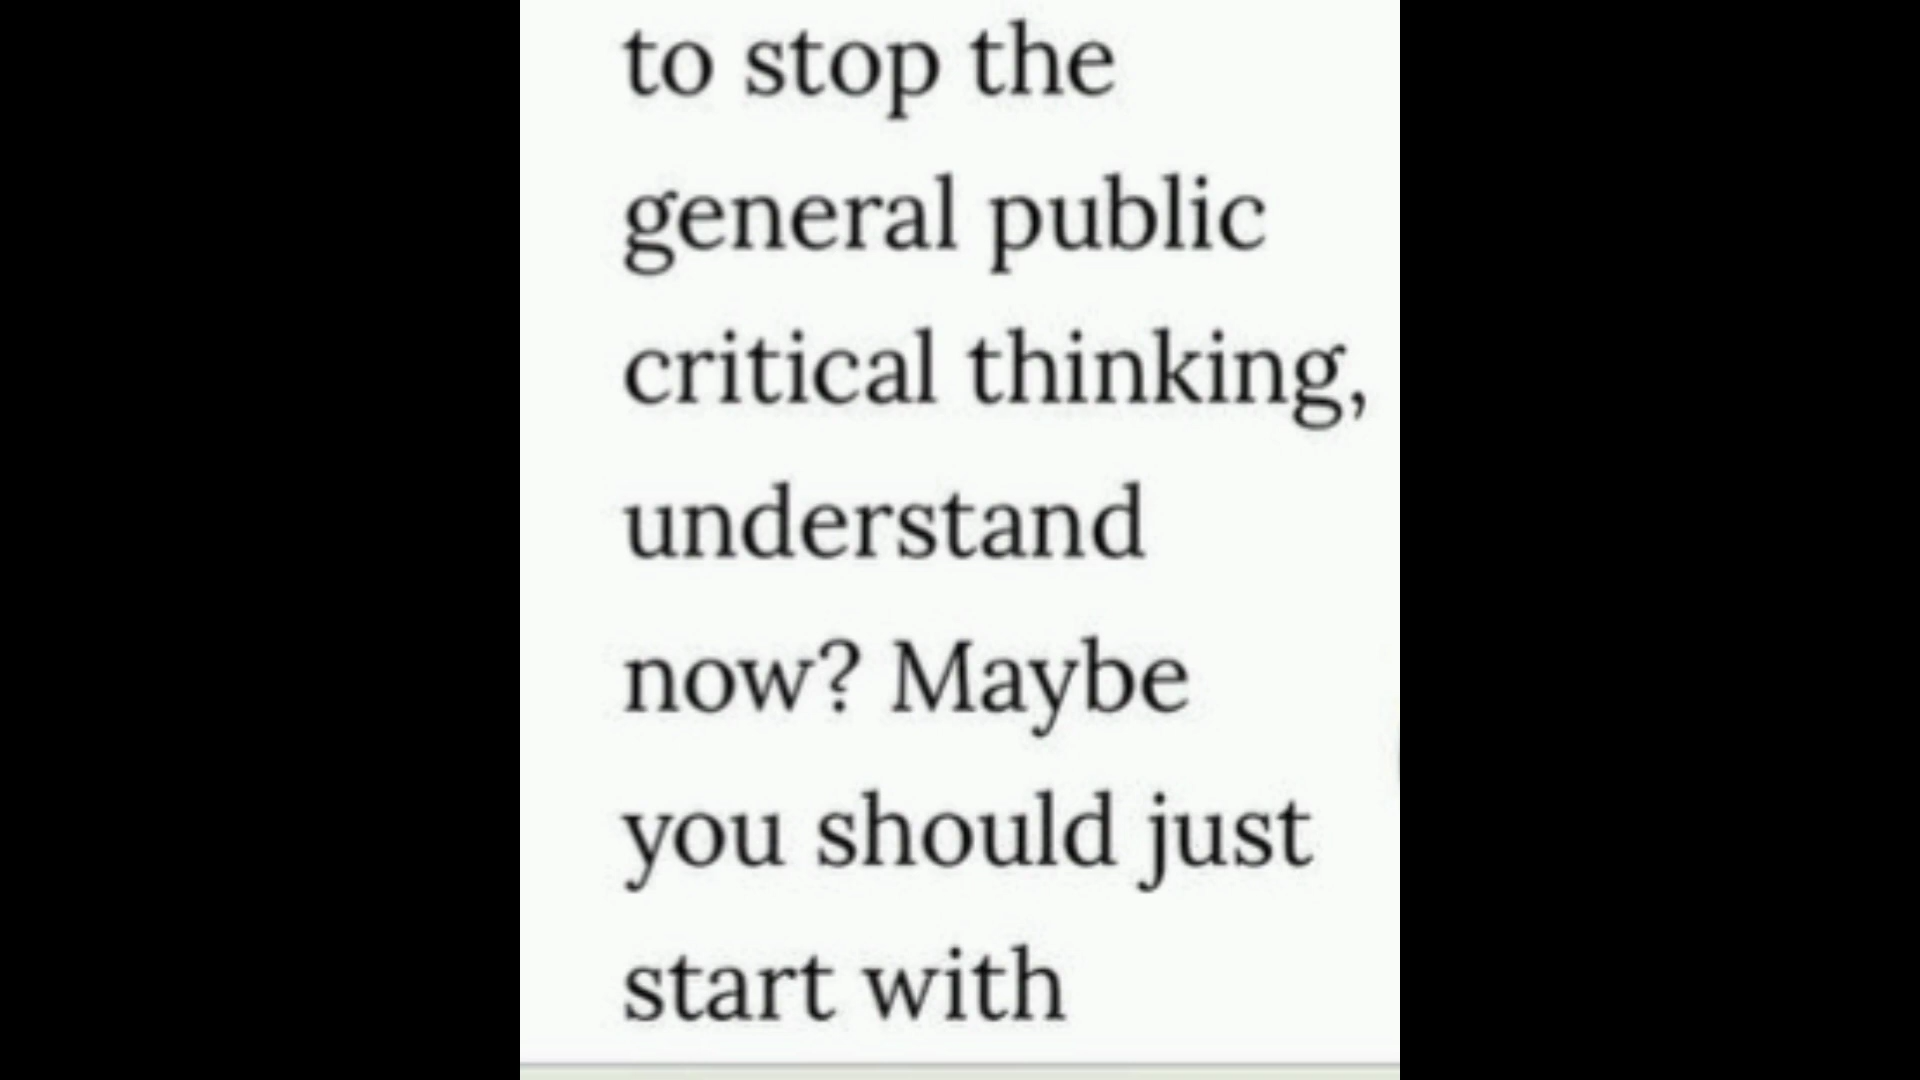 to stop the
general public
critical thinking,
understand
now? Maybe
you should just
start with